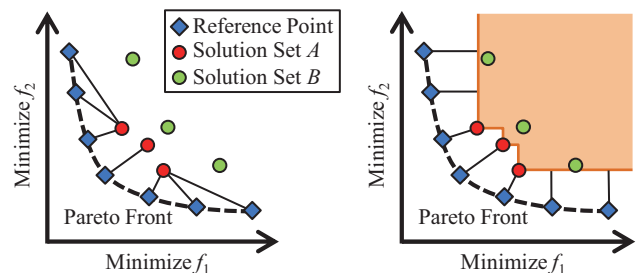 Reference Point
Solution Set A
Solution Set B
Minimize f2
Pareto Front
Minimize f1
Minimize f2
Pareto Front
Minimize f1